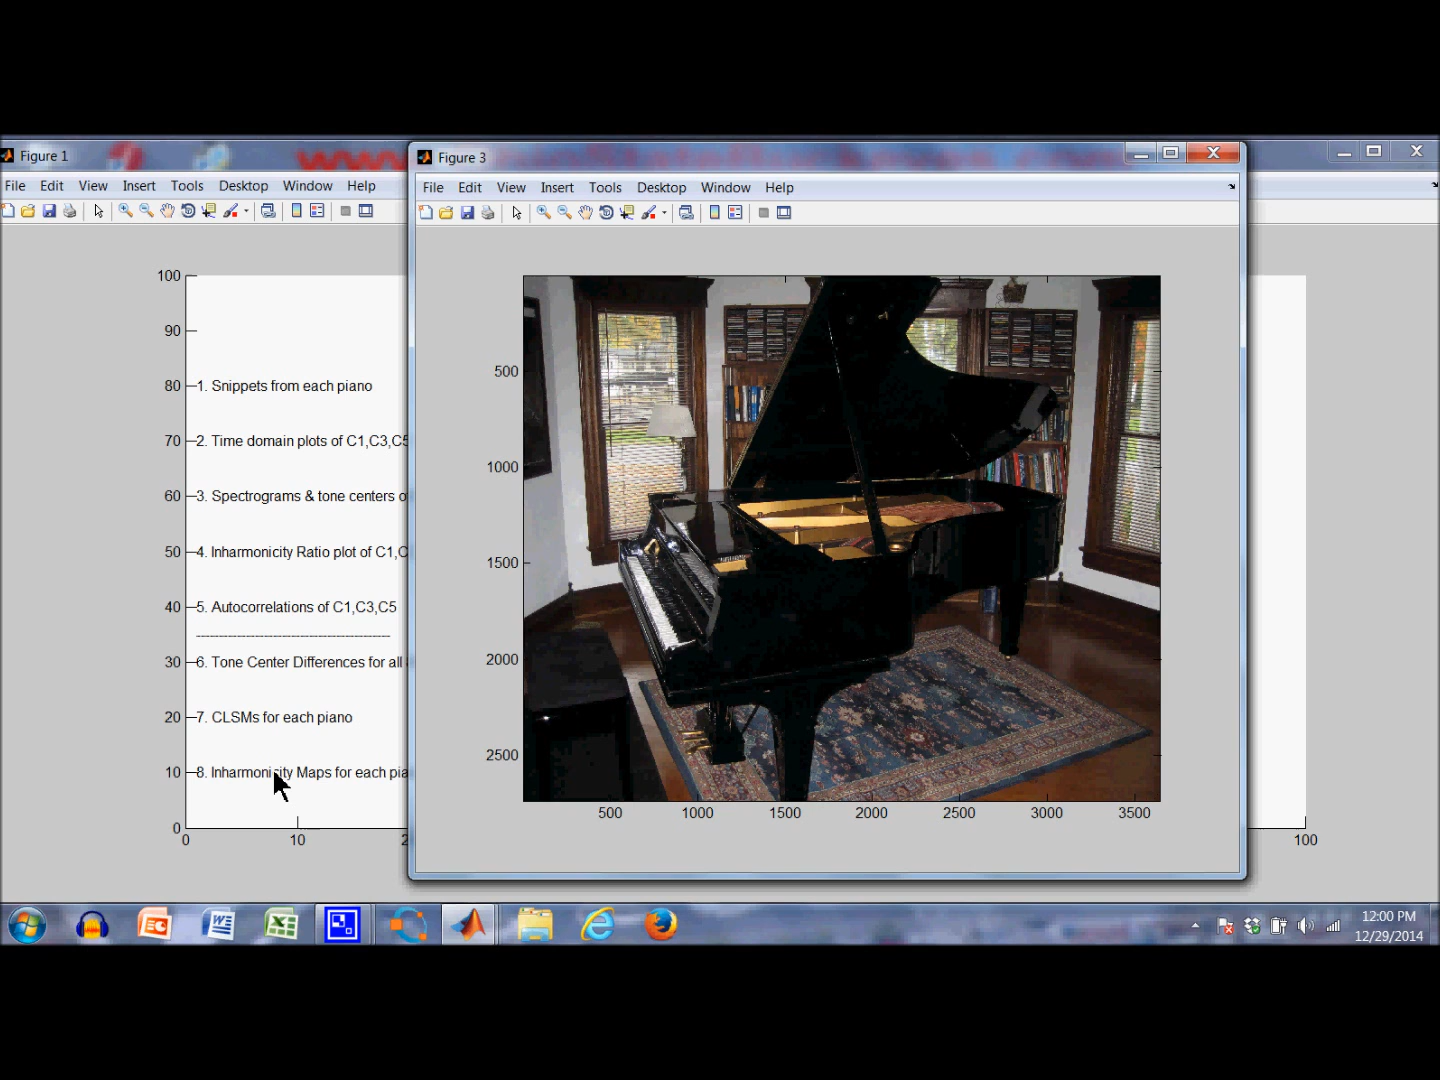 Figure 1
File Edit View Insert Tools Desktop Window Help
100
90
80
70
60
50
40
30
20
10
0
1. Snippets from each piano
2. Time domain plots of C1,C3,C5
3. Spectrograms & tone centers o
4. Inharmonicity Ratio plot of C1,C
5. Autocorrelations of C1,C3,C5
6. Tone Center Differences for all
7. CLSMs for each piano
8. Inharmonicity Maps for each pia
0 10 2 100
Figure 3
File Edit View Insert Tools Desktop Window Help
500
1000
1500
2000
2500
500 1000 1500 2000 2500 3000 3500
12:00 PM
12/29/2014